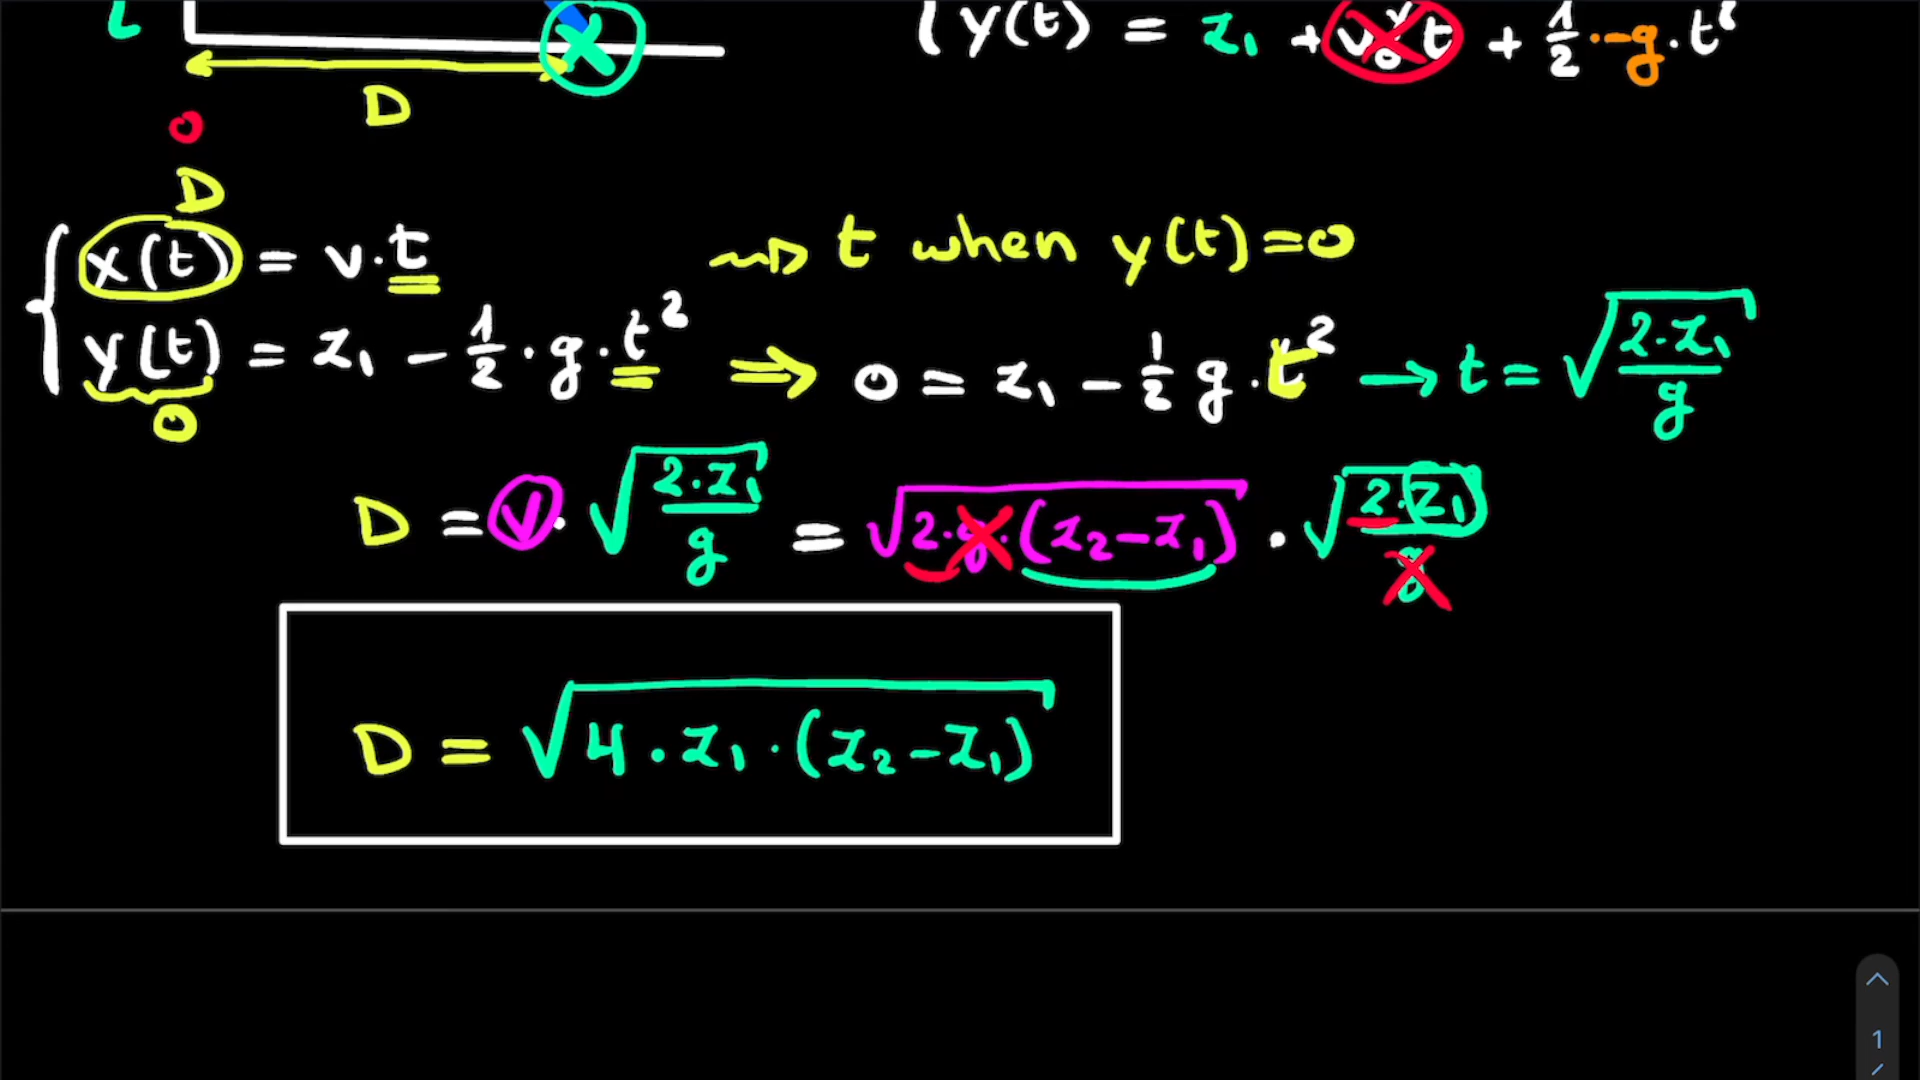 y(t) = z₁ + v₀ʸ t + 1/2 · -g · t²
D
0
D
x(t) = v · t → t when y(t) = 0
y(t) = z₁ - 1/2 · g · t² ⇒ 0 = z₁ - 1/2 g · t² → t = √(2 · z₁ / g)
0
D = v · √(2 · z₁ / g) = √(2 · g · (z₂ - z₁)) · √(2 · z₁ / g)
D = √(4 · z₁ · (z₂ - z₁))
1